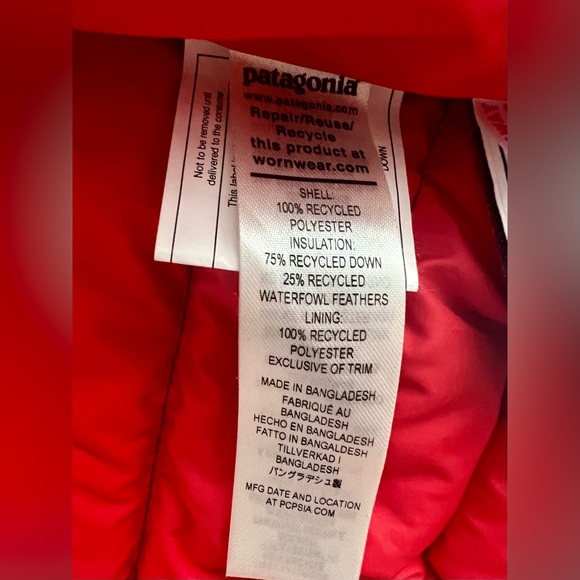 patagonia
www.patagonia.com
Repair/Reuse/
Recycle
this product at
wornwear.com
SHELL:
100% RECYCLED
POLYESTER
INSULATION:
75% RECYCLED DOWN
25% RECYCLED
WATERFOWL FEATHERS
LINING:
100% RECYCLED
POLYESTER
EXCLUSIVE OF TRIM
MADE IN BANGLADESH
FABRIQUÉ AU
BANGLADESH
HECHO EN BANGLADESH
FATTO IN BANGALDESH
TILLVERKAD I
BANGLADESH
バングラデシュ製
MFG DATE AND LOCATION
AT PCPSIA.COM
Not to be removed until
delivered to the consumer
This label i
DOWN